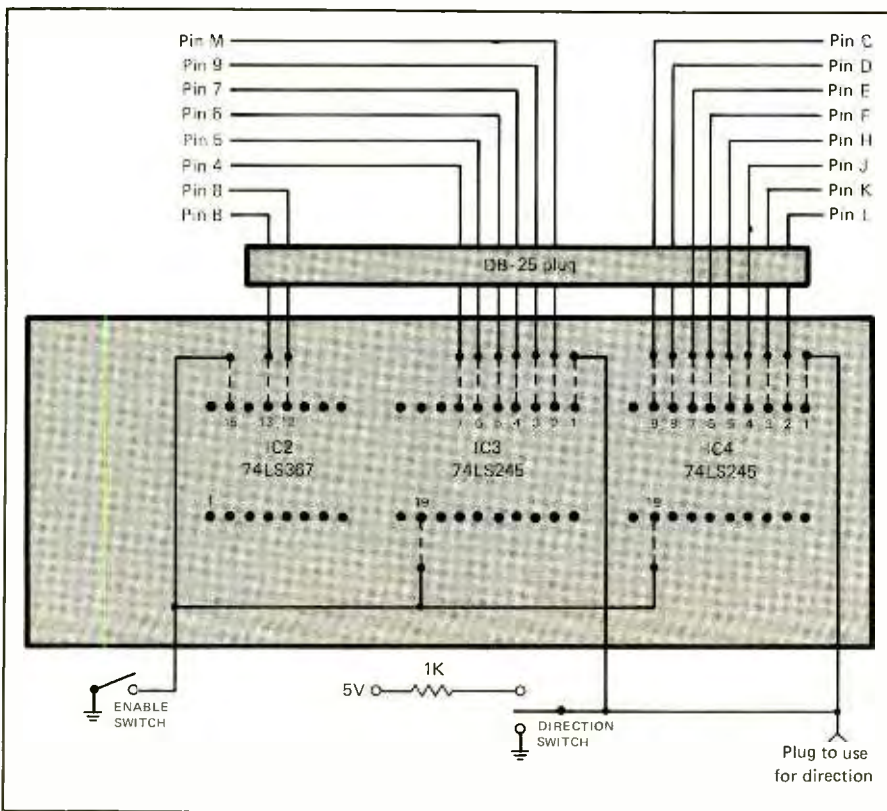 Pin M
Pin 9
Pin 7
Pin 6
Pin 5
Pin 4
Pin 8
Pin B
Pin C
Pin D
Pin E
Pin F
Pin H
Pin J
Pin K
Pin L
DB-25 plug
15 13 12
IC2
74LS367
1
7 6 5 4 3 2 1
IC3
74LS245
19
9 8 7 6 5 4 3 2 1
IC4
74LS245
19
ENABLE
SWITCH
5V
1K
DIRECTION
SWITCH
Plug to use
for direction